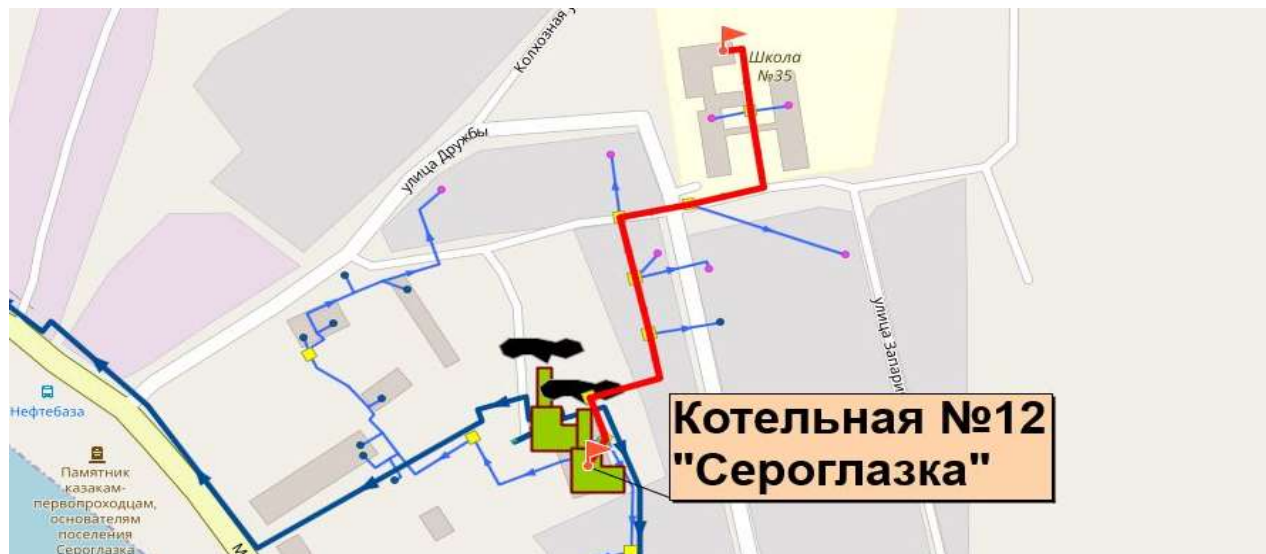 Колхозная у
Школа
№35
улица Дружбы
улица Запари
Нефтебаза
Котельная №12
"Сероглазка"
Памятник
казакам-
первопроходцам,
основателям
поселения
Сероглазка
М